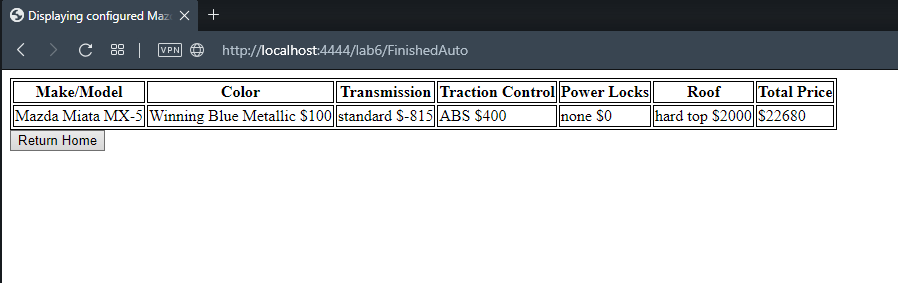 Displaying configured Maz
VPN http://localhost:4444/lab6/FinishedAuto
Make/Model Color Transmission Traction Control Power Locks Roof Total Price
Mazda Miata MX-5 Winning Blue Metallic $100 standard $-815 ABS $400 none $0 hard top $2000 $22680
Return Home